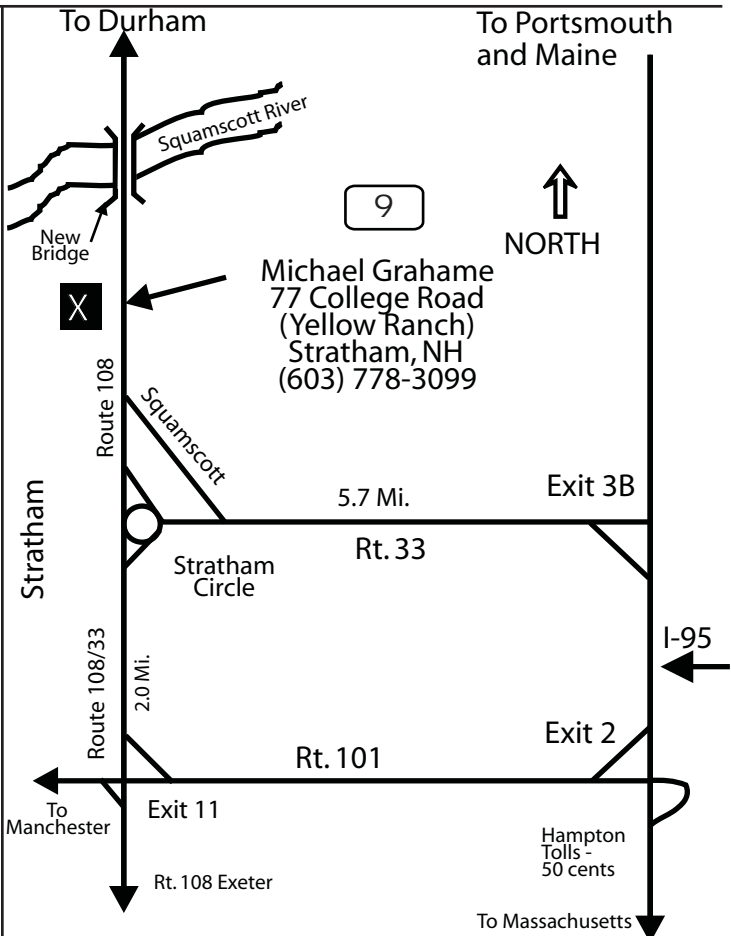 To Durham
To Portsmouth
and Maine
Squamscott River
9
NORTH
New
Bridge
X
Michael Grahame
77 College Road
(Yellow Ranch)
Stratham, NH
(603) 778-3099
Route 108
Squamscott
5.7 Mi.
Exit 3B
Rt. 33
Stratham
Stratham
Circle
I-95
Route 108/33
2.0 Mi.
Exit 2
Rt. 101
To
Manchester
Exit 11
Hampton
Tolls -
50 cents
Rt. 108 Exeter
To Massachusetts